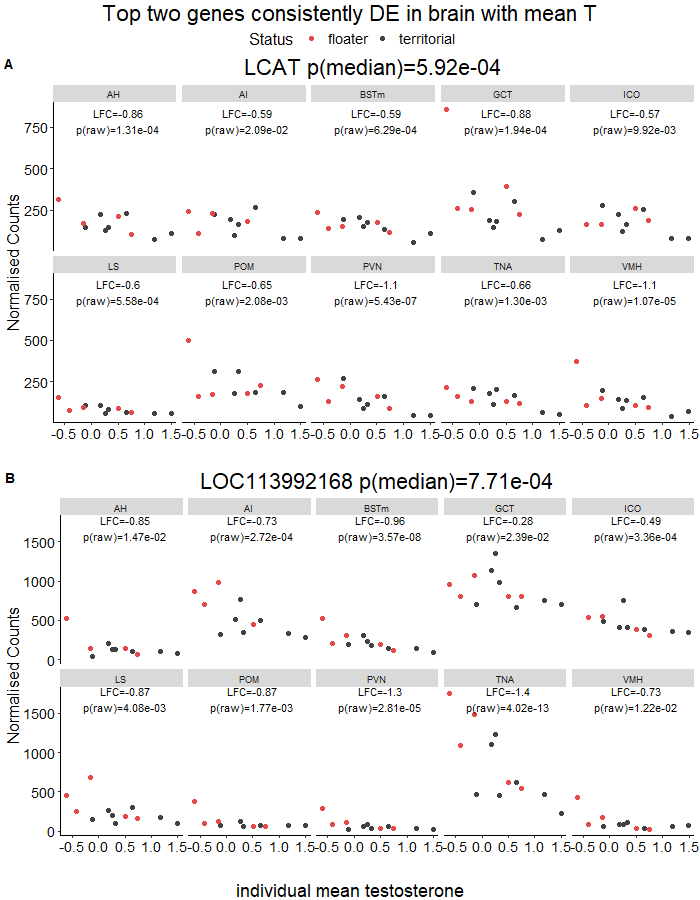 Top two genes consistently DE in brain with mean T
Status floater territorial
A
LCAT p(median)=5.92e-04
AH AI BSTm GCT ICO
LFC=-0.86 LFC=-0.59 LFC=-0.59 LFC=-0.88 LFC=-0.57
p(raw)=1.31e-04 p(raw)=2.09e-02 p(raw)=6.29e-04 p(raw)=1.94e-04 p(raw)=9.92e-03
750
500
250
Normalised Counts
LS POM PVN TNA VMH
LFC=-0.6 LFC=-0.65 LFC=-1.1 LFC=-0.66 LFC=-1.1
p(raw)=5.58e-04 p(raw)=2.08e-03 p(raw)=5.43e-07 p(raw)=1.30e-03 p(raw)=1.07e-05
750
500
250
-0.5 0.0 0.5 1.0 1.5 -0.5 0.0 0.5 1.0 1.5 -0.5 0.0 0.5 1.0 1.5 -0.5 0.0 0.5 1.0 1.5 -0.5 0.0 0.5 1.0 1.5
B
LOC113992168 p(median)=7.71e-04
AH AI BSTm GCT ICO
LFC=-0.85 LFC=-0.73 LFC=-0.96 LFC=-0.28 LFC=-0.49
p(raw)=1.47e-02 p(raw)=2.72e-04 p(raw)=3.57e-08 p(raw)=2.39e-02 p(raw)=3.36e-04
1500
1000
500
0
Normalised Counts
LS POM PVN TNA VMH
LFC=-0.87 LFC=-0.87 LFC=-1.3 LFC=-1.4 LFC=-0.73
p(raw)=4.08e-03 p(raw)=1.77e-03 p(raw)=2.81e-05 p(raw)=4.02e-13 p(raw)=1.22e-02
1500
1000
500
0
-0.5 0.0 0.5 1.0 1.5 -0.5 0.0 0.5 1.0 1.5 -0.5 0.0 0.5 1.0 1.5 -0.5 0.0 0.5 1.0 1.5 -0.5 0.0 0.5 1.0 1.5
individual mean testosterone